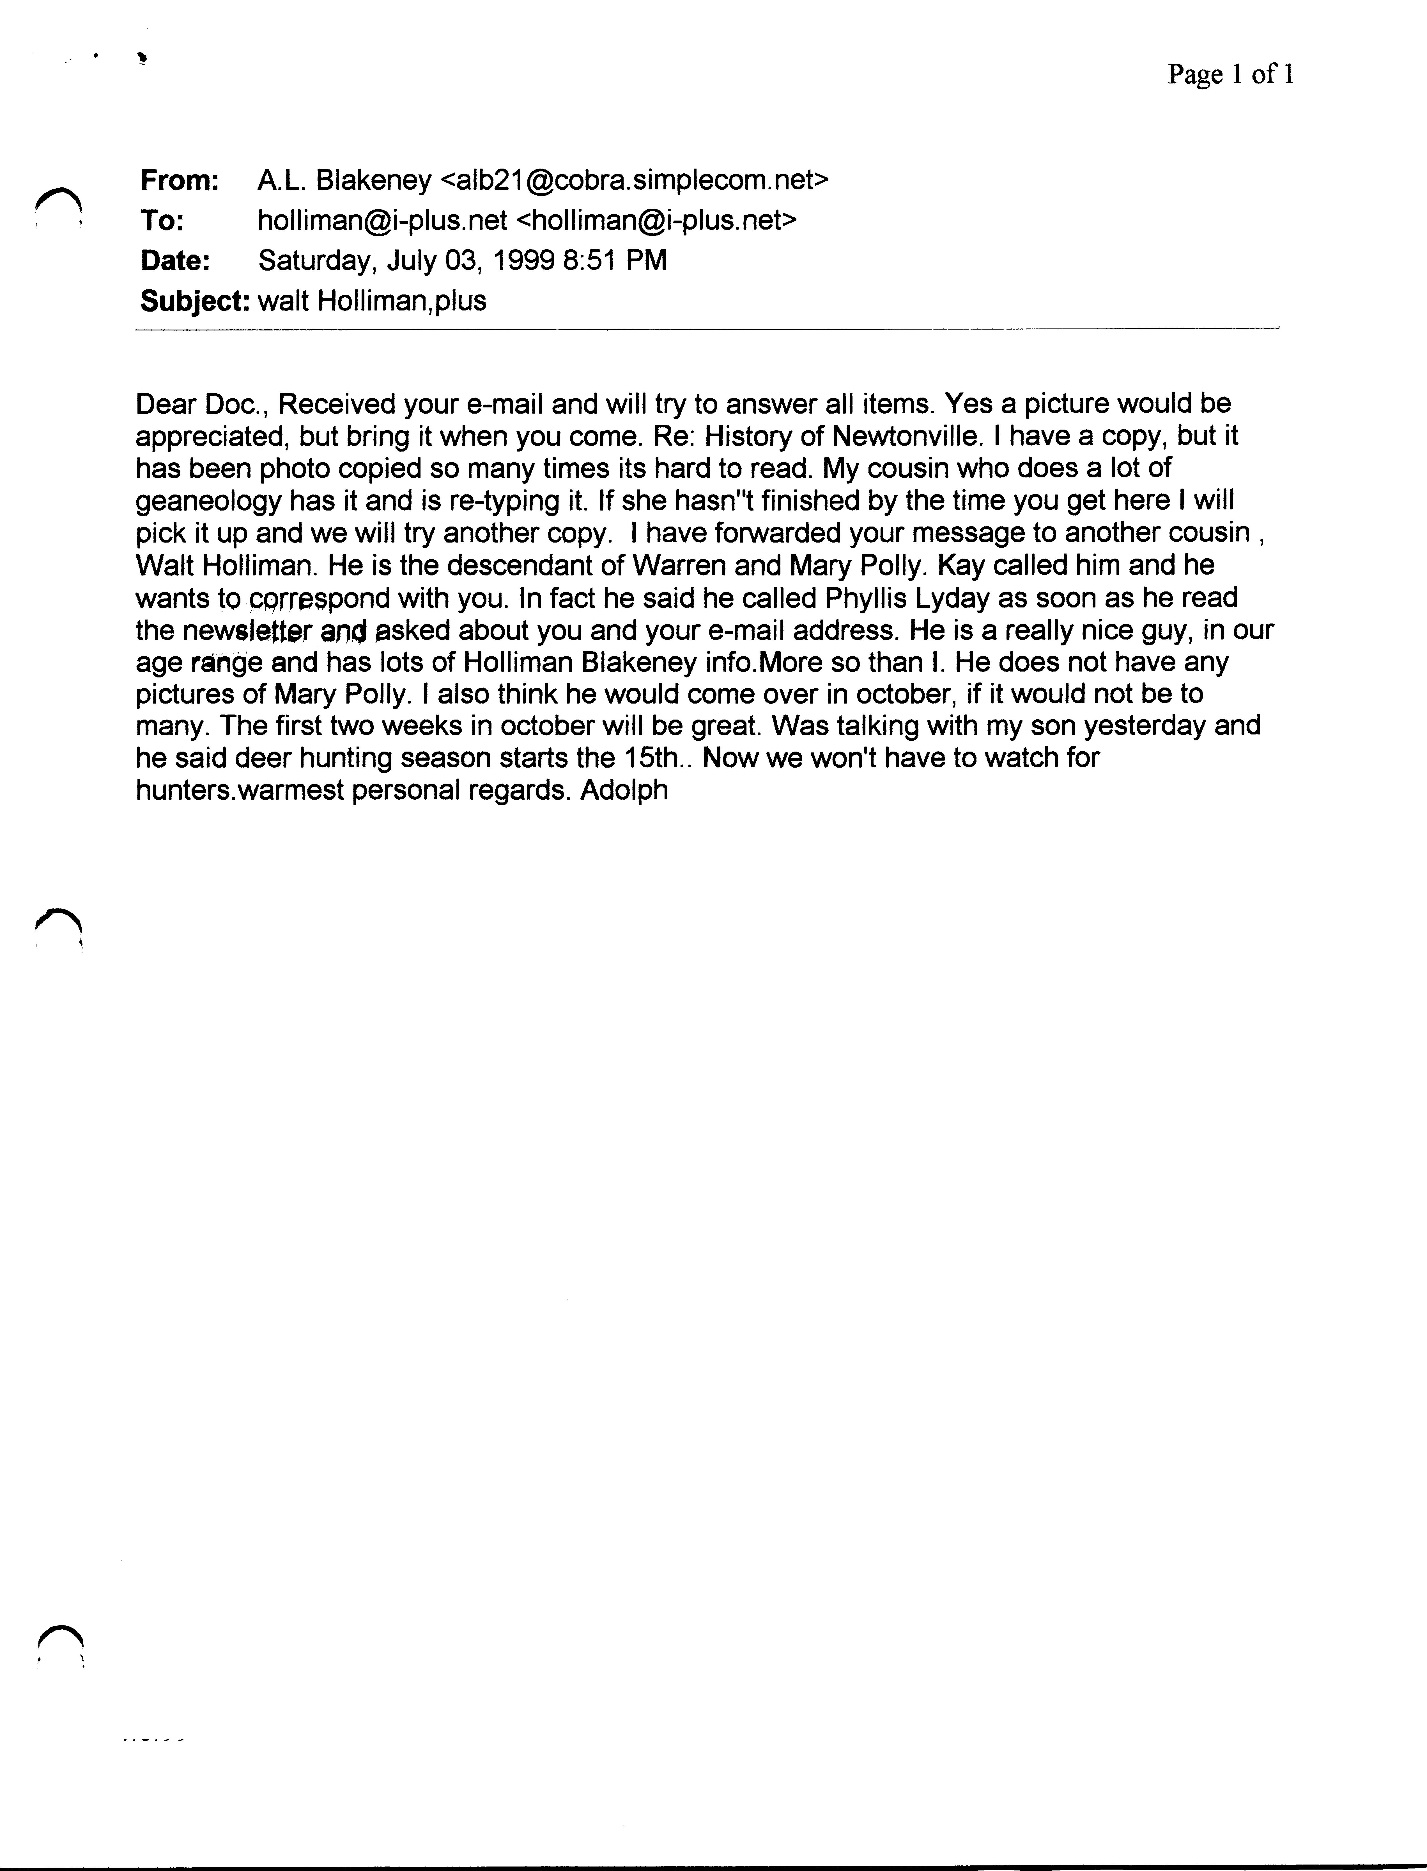 Page 1 of 1
From: A.L. Blakeney <alb21@cobra.simplecom.net>
To: holliman@i-plus.net <holliman@i-plus.net>
Date: Saturday, July 03, 1999 8:51 PM
Subject: walt Holliman,plus
Dear Doc., Received your e-mail and will try to answer all items. Yes a picture would be
appreciated, but bring it when you come. Re: History of Newtonville. I have a copy, but it
has been photo copied so many times its hard to read. My cousin who does a lot of
geaneology has it and is re-typing it. If she hasn"t finished by the time you get here I will
pick it up and we will try another copy.  I have forwarded your message to another cousin ,
Walt Holliman. He is the descendant of Warren and Mary Polly. Kay called him and he
wants to correspond with you. In fact he said he called Phyllis Lyday as soon as he read
the newsletter and asked about you and your e-mail address. He is a really nice guy, in our
age range and has lots of Holliman Blakeney info.More so than I. He does not have any
pictures of Mary Polly. I also think he would come over in october, if it would not be to
many. The first two weeks in october will be great. Was talking with my son yesterday and
he said deer hunting season starts the 15th.. Now we won't have to watch for
hunters.warmest personal regards. Adolph